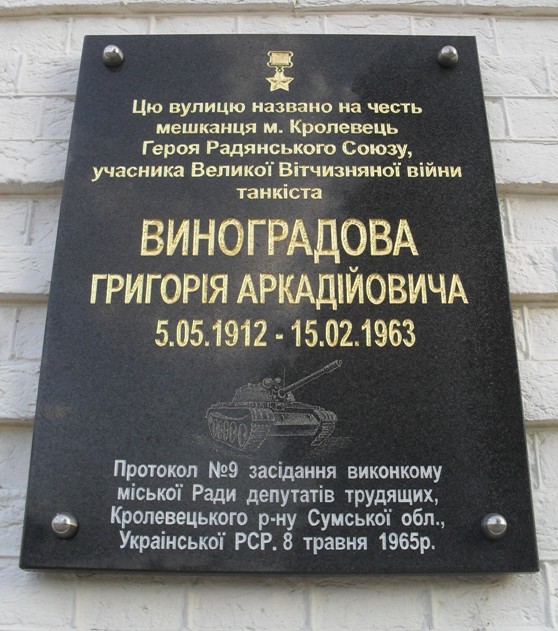 Цю вулицю названо на честь
мешканця м. Кролевець
Героя Радянського Союзу,
учасника Великої Вітчизняної війни
танкіста
ВИНОГРАДОВА
ГРИГОРІЯ АРКАДІЙОВИЧА
5.05.1912 - 15.02.1963
Протокол №9 засідання виконкому
міської Ради депутатів трудящих,
Кролевецького р-ну Сумської обл.,
Української РСР. 8 травня 1965р.